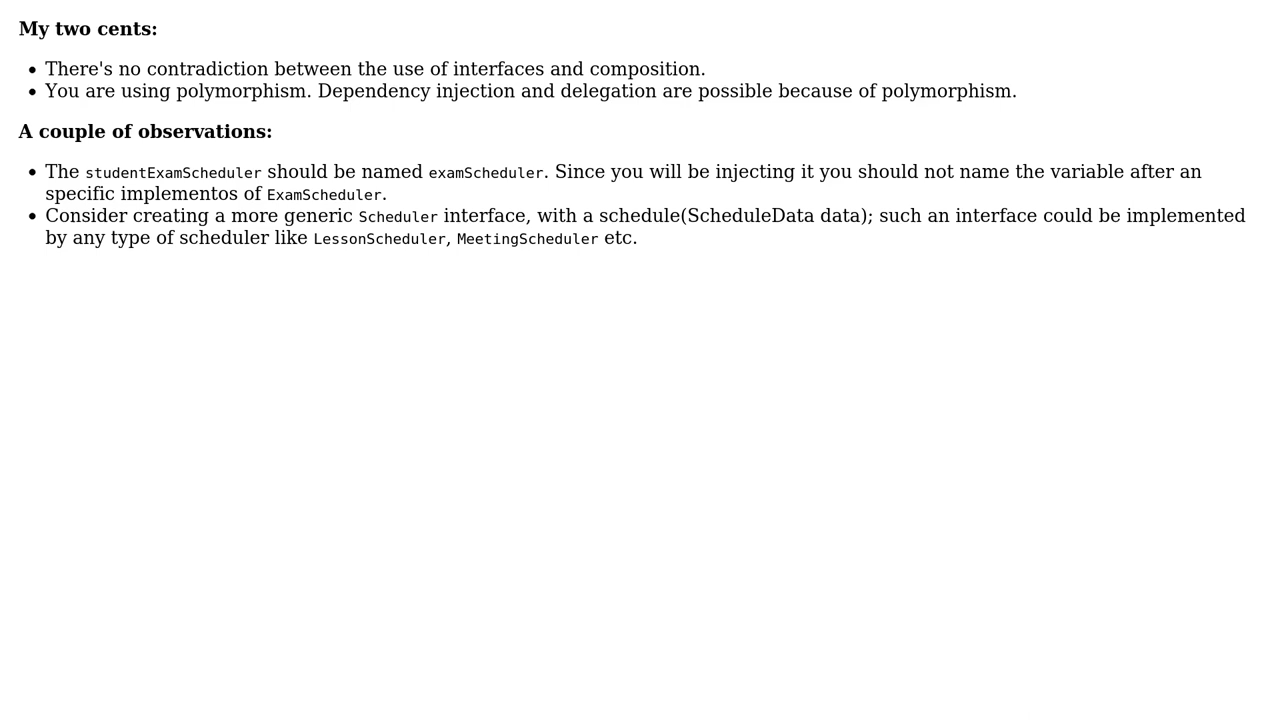 My two cents:
There's no contradiction between the use of interfaces and composition.
You are using polymorphism. Dependency injection and delegation are possible because of polymorphism.
A couple of observations:
The studentExamScheduler should be named examScheduler. Since you will be injecting it you should not name the variable after an
specific implementos of ExamScheduler.
Consider creating a more generic Scheduler interface, with a schedule(ScheduleData data); such an interface could be implemented
by any type of scheduler like LessonScheduler, MeetingScheduler etc.